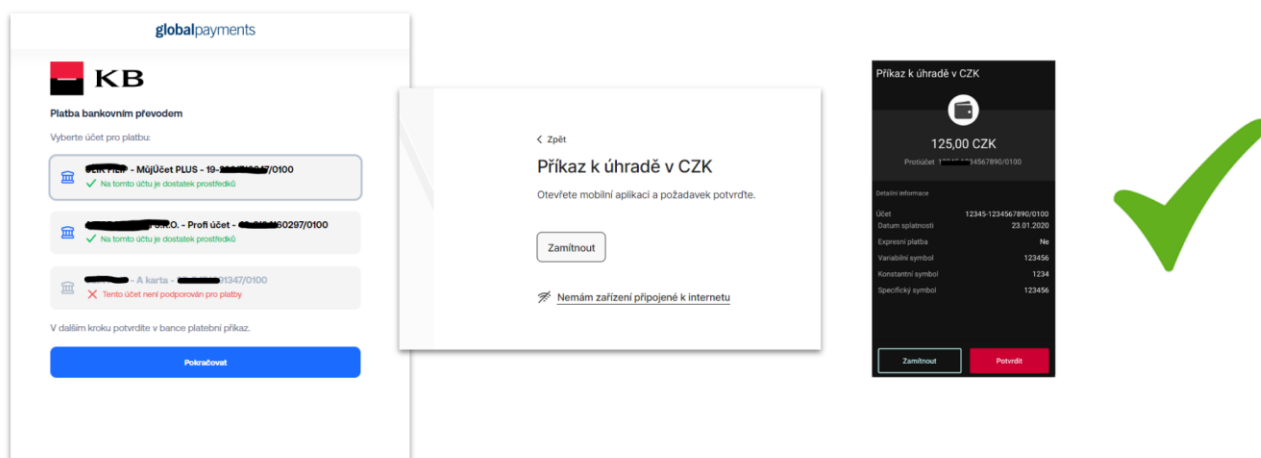 globalpayments
KB
Platba bankovním převodem
Vyberte účet pro platbu:
- MůjÚčet PLUS - 19- /0100
Na tomto účtu je dostatek prostředků
- Profi účet - 60297/0100
Na tomto účtu je dostatek prostředků
- A karta - 01347/0100
Tento účet není podporován pro platby
V dalším kroku potvrdíte v bance platební příkaz.
Pokračovat
Zpět
Příkaz k úhradě v CZK
Otevřete mobilní aplikaci a požadavek potvrďte.
Zamítnout
Nemám zařízení připojené k internetu
Příkaz k úhradě v CZK
125,00 CZK
Protiúčet 34567890/0100
Detailní informace
Účet 12345-1234567890/0100
Datum splatnosti 23.01.2020
Expresní platba Ne
Variabilní symbol 123456
Konstantní symbol 1234
Specifický symbol 123456
Zamítnout Potvrdit